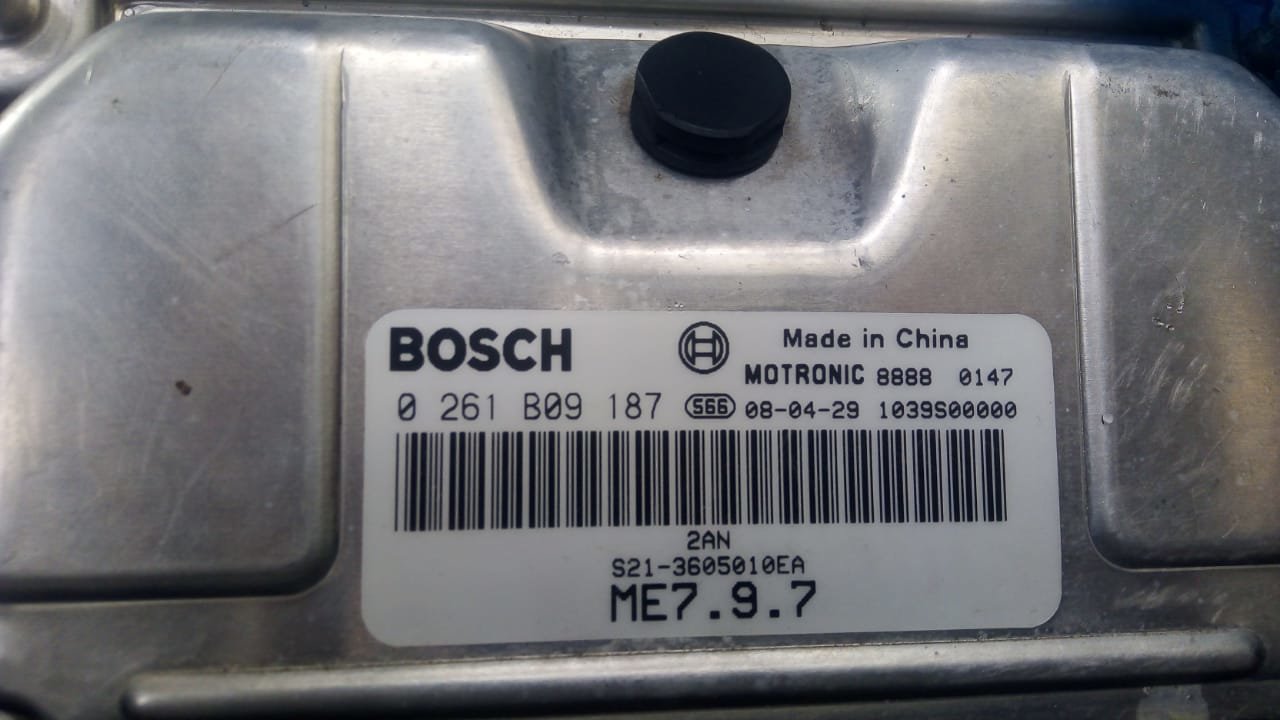 BOSCH Made in China
MOTRONIC 8888 0147
0 261 B09 187 S66 08-04-29 1039S00000
2AN
S21-3605010EA
ME7.9.7